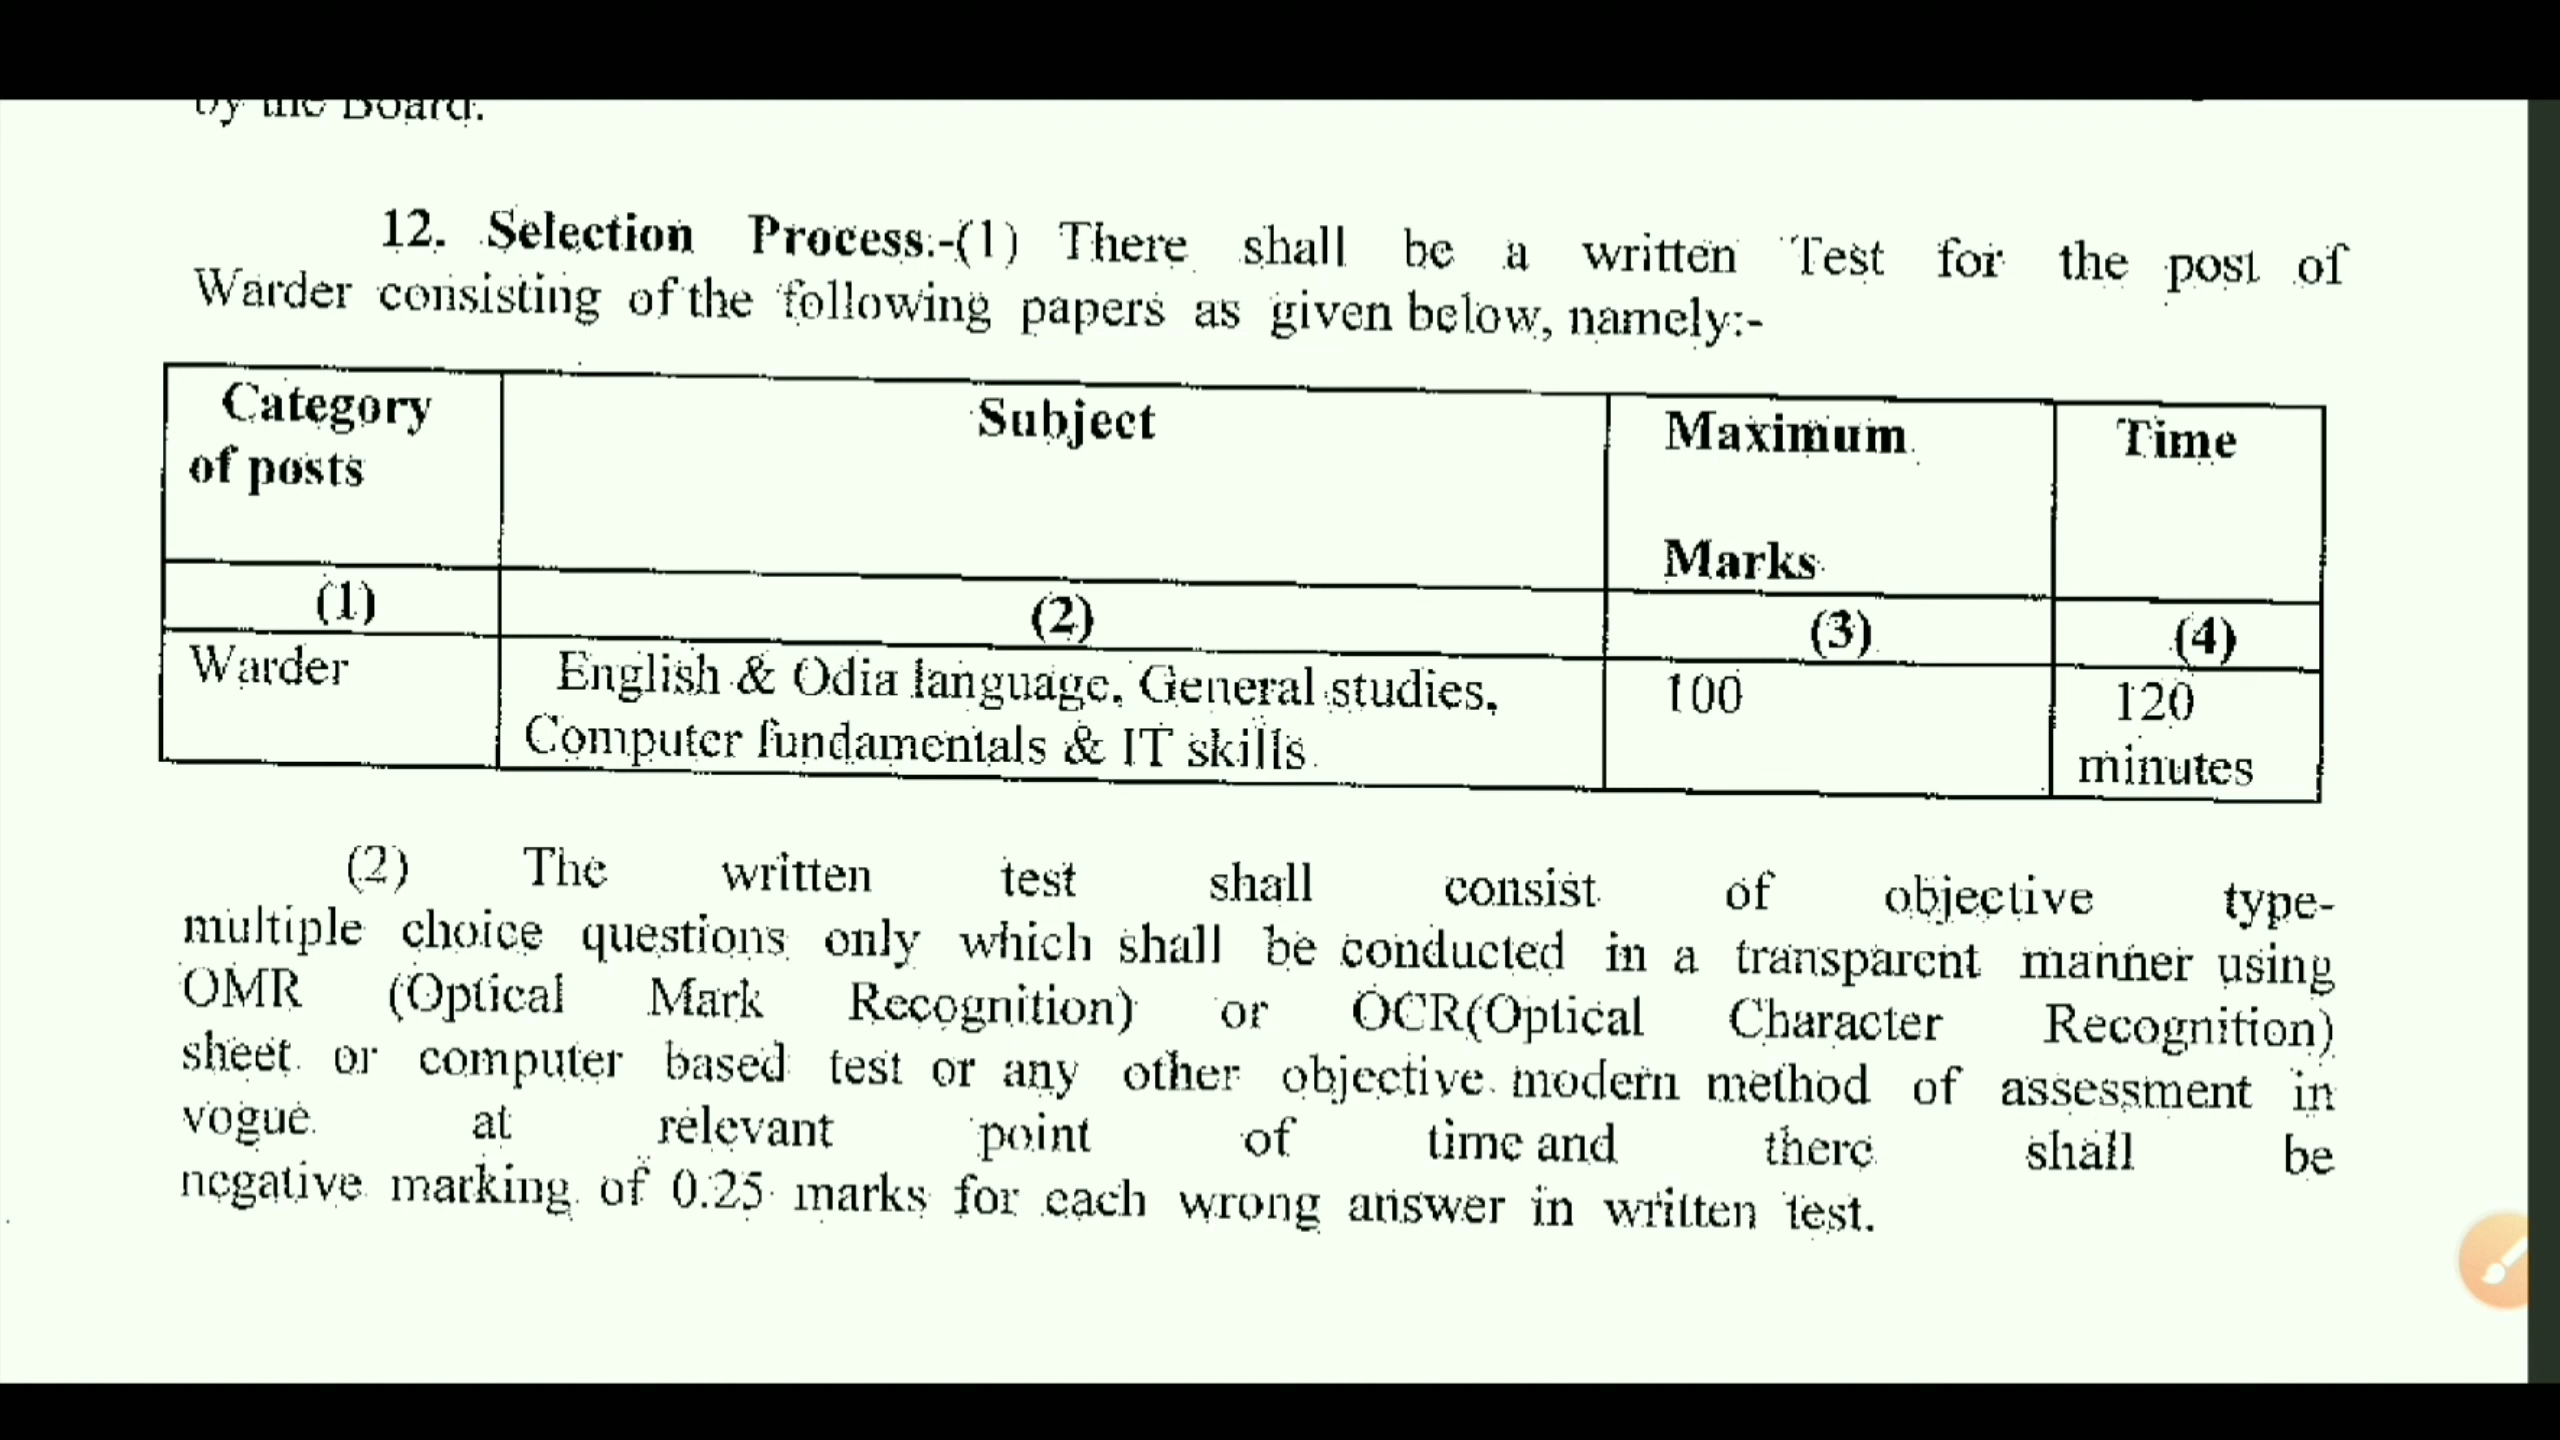 by the Board.
12. Selection Process.-(1) There shall be a written Test for the post of
Warder consisting of the following papers as given below, namely:-
Category of posts
Subject
Maximum Marks
Time
(1)
(2)
(3)
(4)
Warder
English & Odia language, General studies,
Computer fundamentals & IT skills.
100
120
minutes
(2) The written test shall consist of objective type-
multiple choice questions only which shall be conducted in a transparent manner using
OMR (Optical Mark Recognition) or OCR(Optical Character Recognition)
sheet or computer based test or any other objective modern method of assessment in
vogue at relevant point of time and there shall be
negative marking of 0.25 marks for each wrong answer in written test.